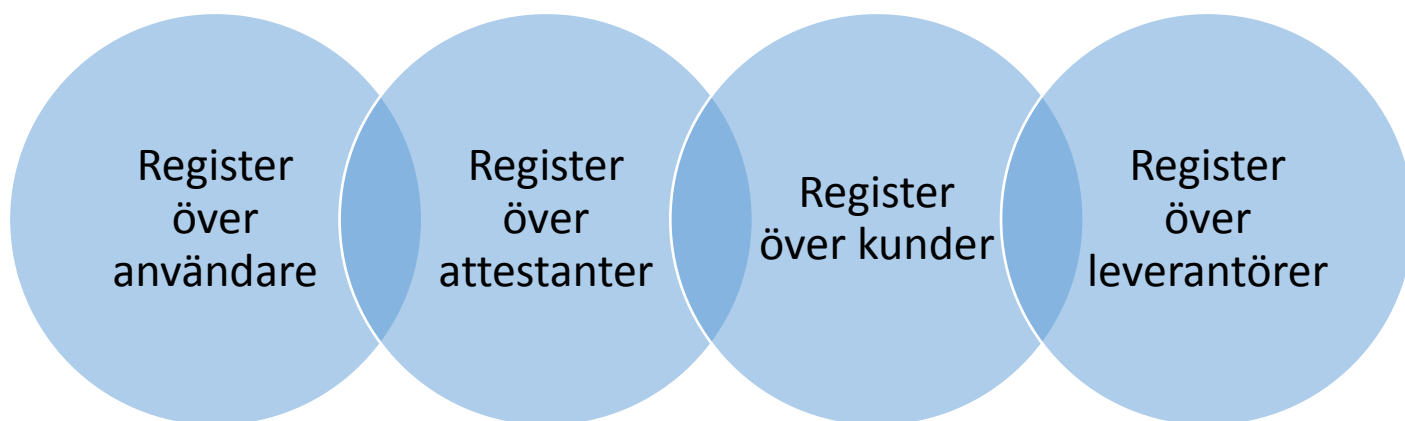 Register
över
användare
Register
över
attestanter
Register
över kunder
Register
över
leverantörer